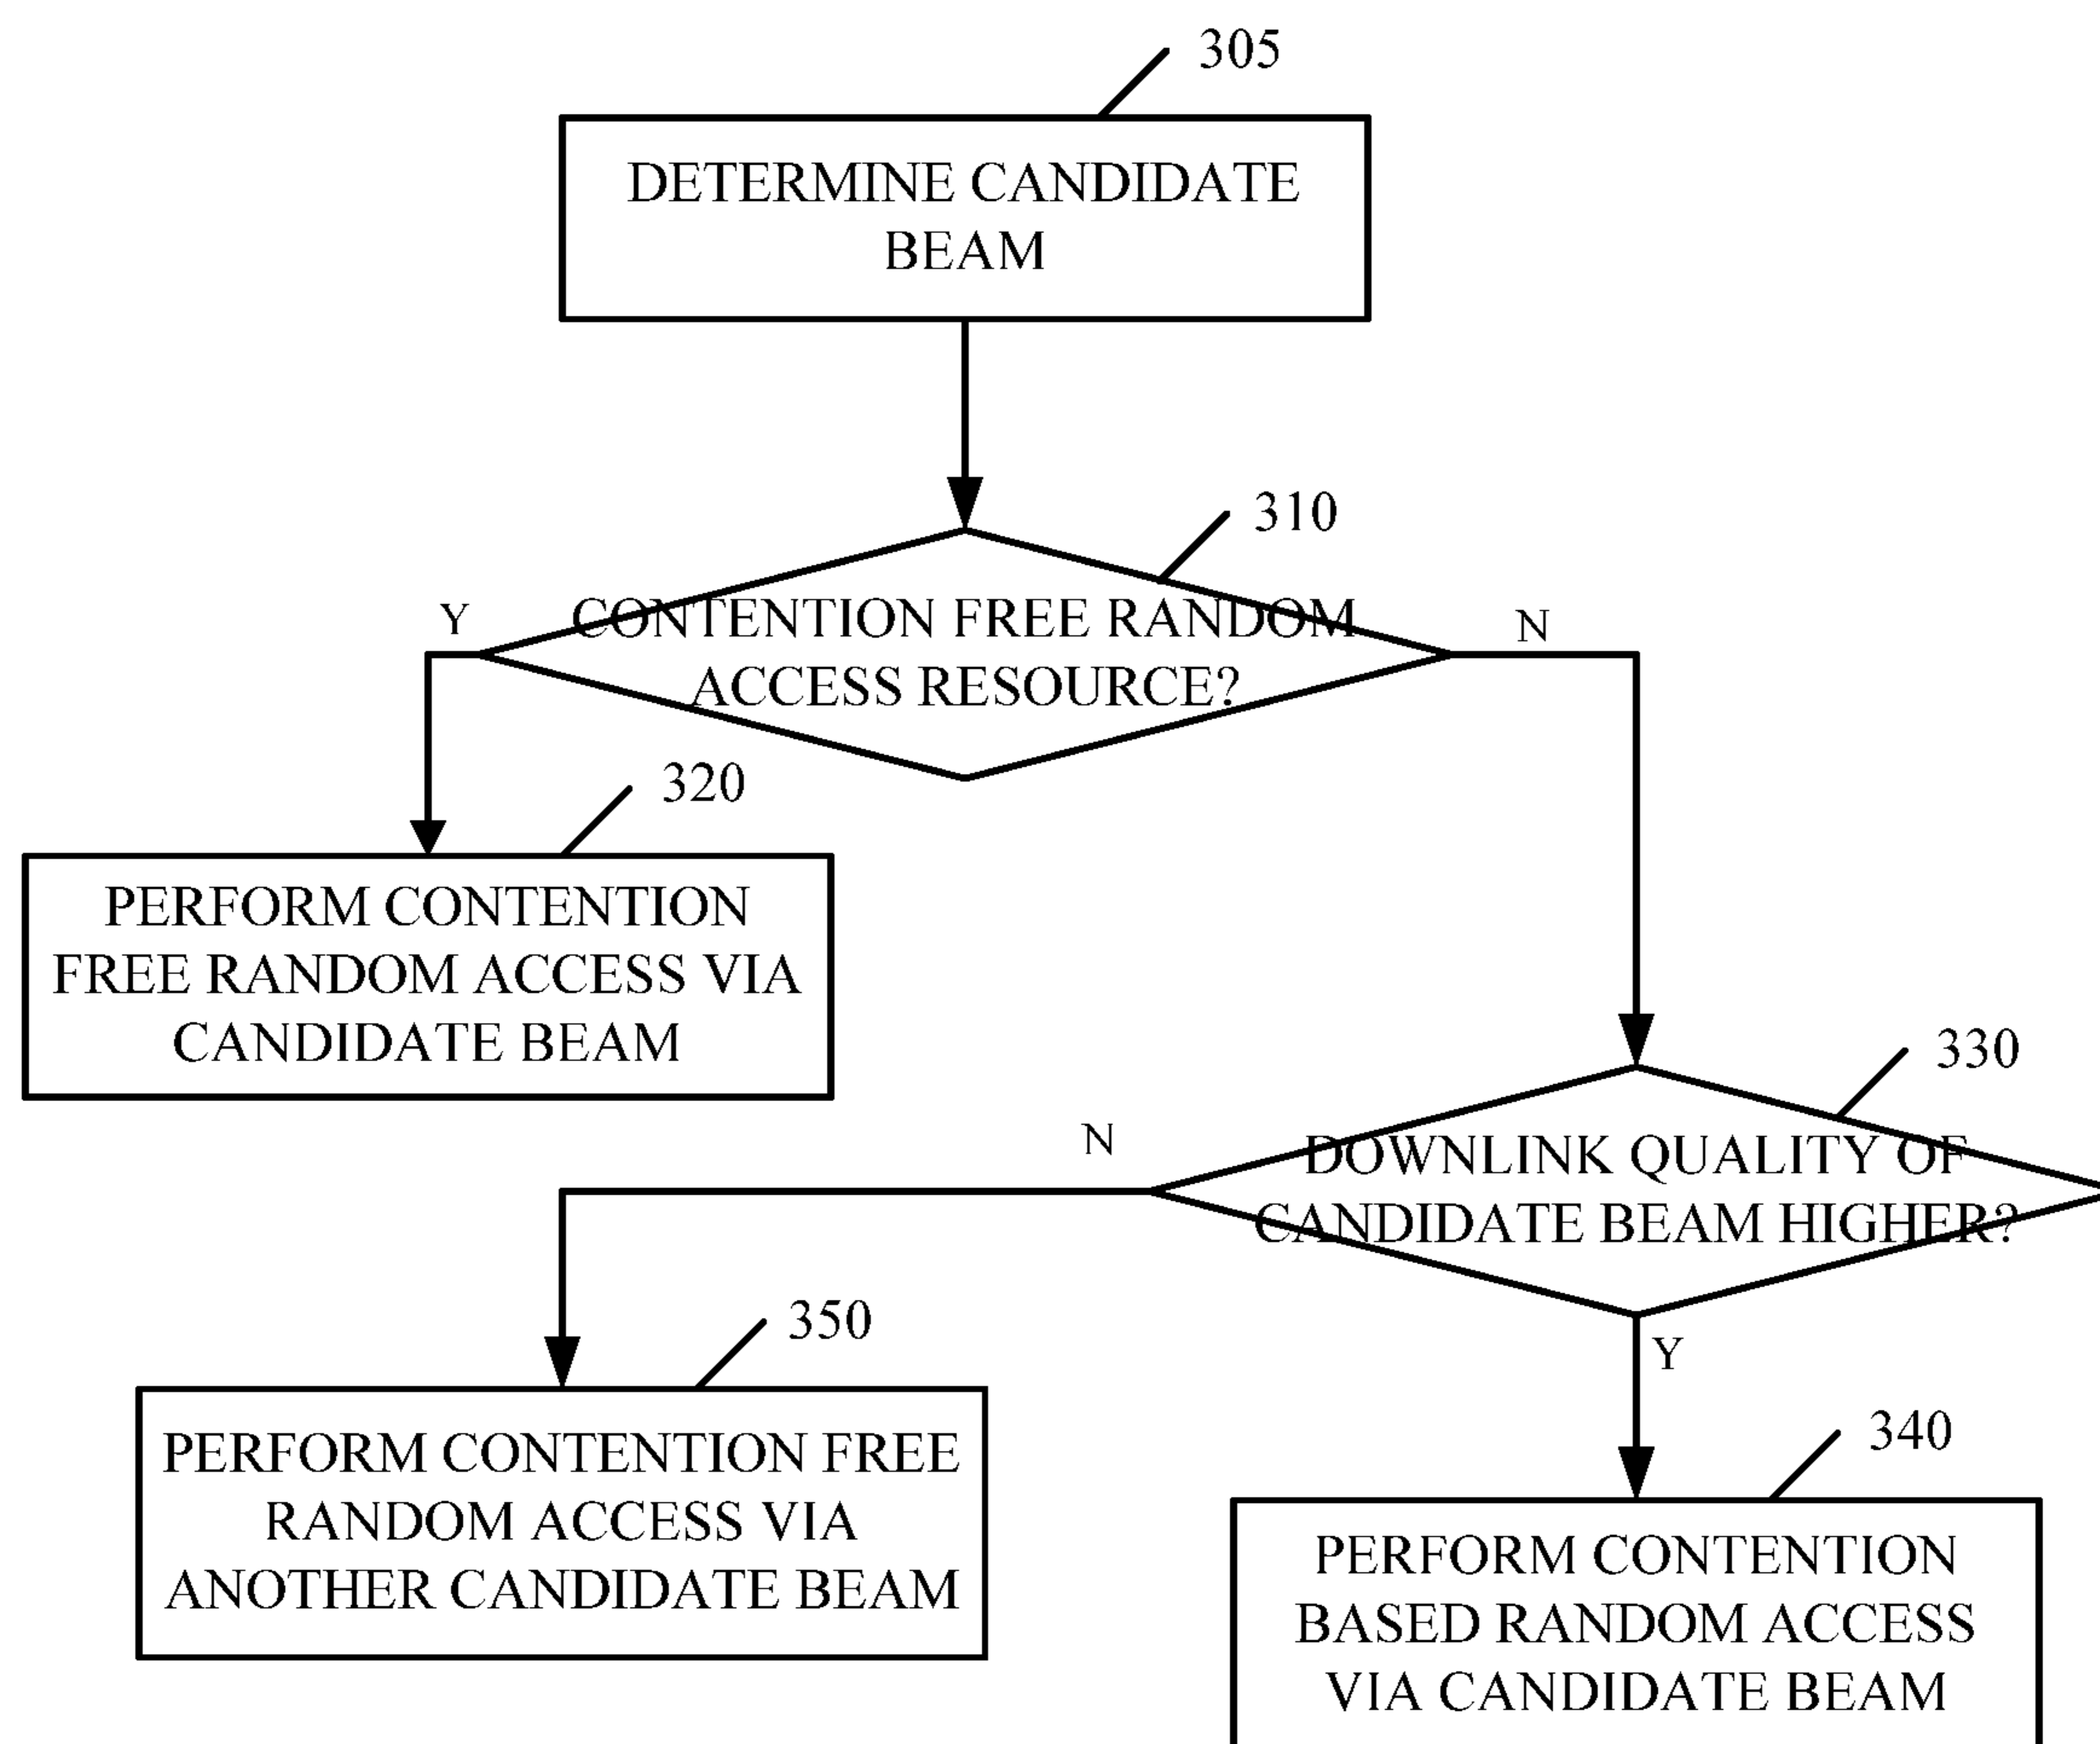 305
DETERMINE CANDIDATE
BEAM
310
CONTENTION FREE RANDOM
ACCESS RESOURCE?
Y
N
320
PERFORM CONTENTION
FREE RANDOM ACCESS VIA
CANDIDATE BEAM
330
DOWNLINK QUALITY OF
CANDIDATE BEAM HIGHER?
N
Y
350
PERFORM CONTENTION FREE
RANDOM ACCESS VIA
ANOTHER CANDIDATE BEAM
340
PERFORM CONTENTION
BASED RANDOM ACCESS
VIA CANDIDATE BEAM